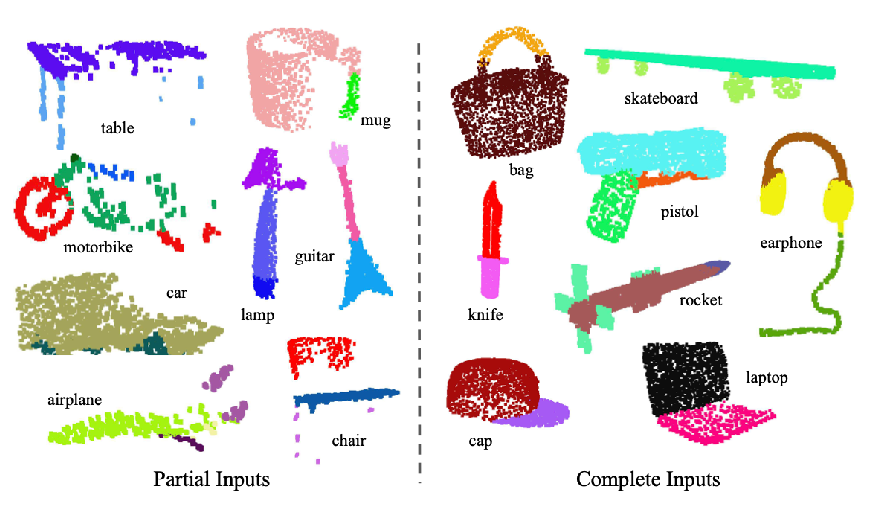 table
mug
motorbike
guitar
car
lamp
airplane
chair
Partial Inputs
skateboard
bag
pistol
earphone
knife
rocket
laptop
cap
Complete Inputs